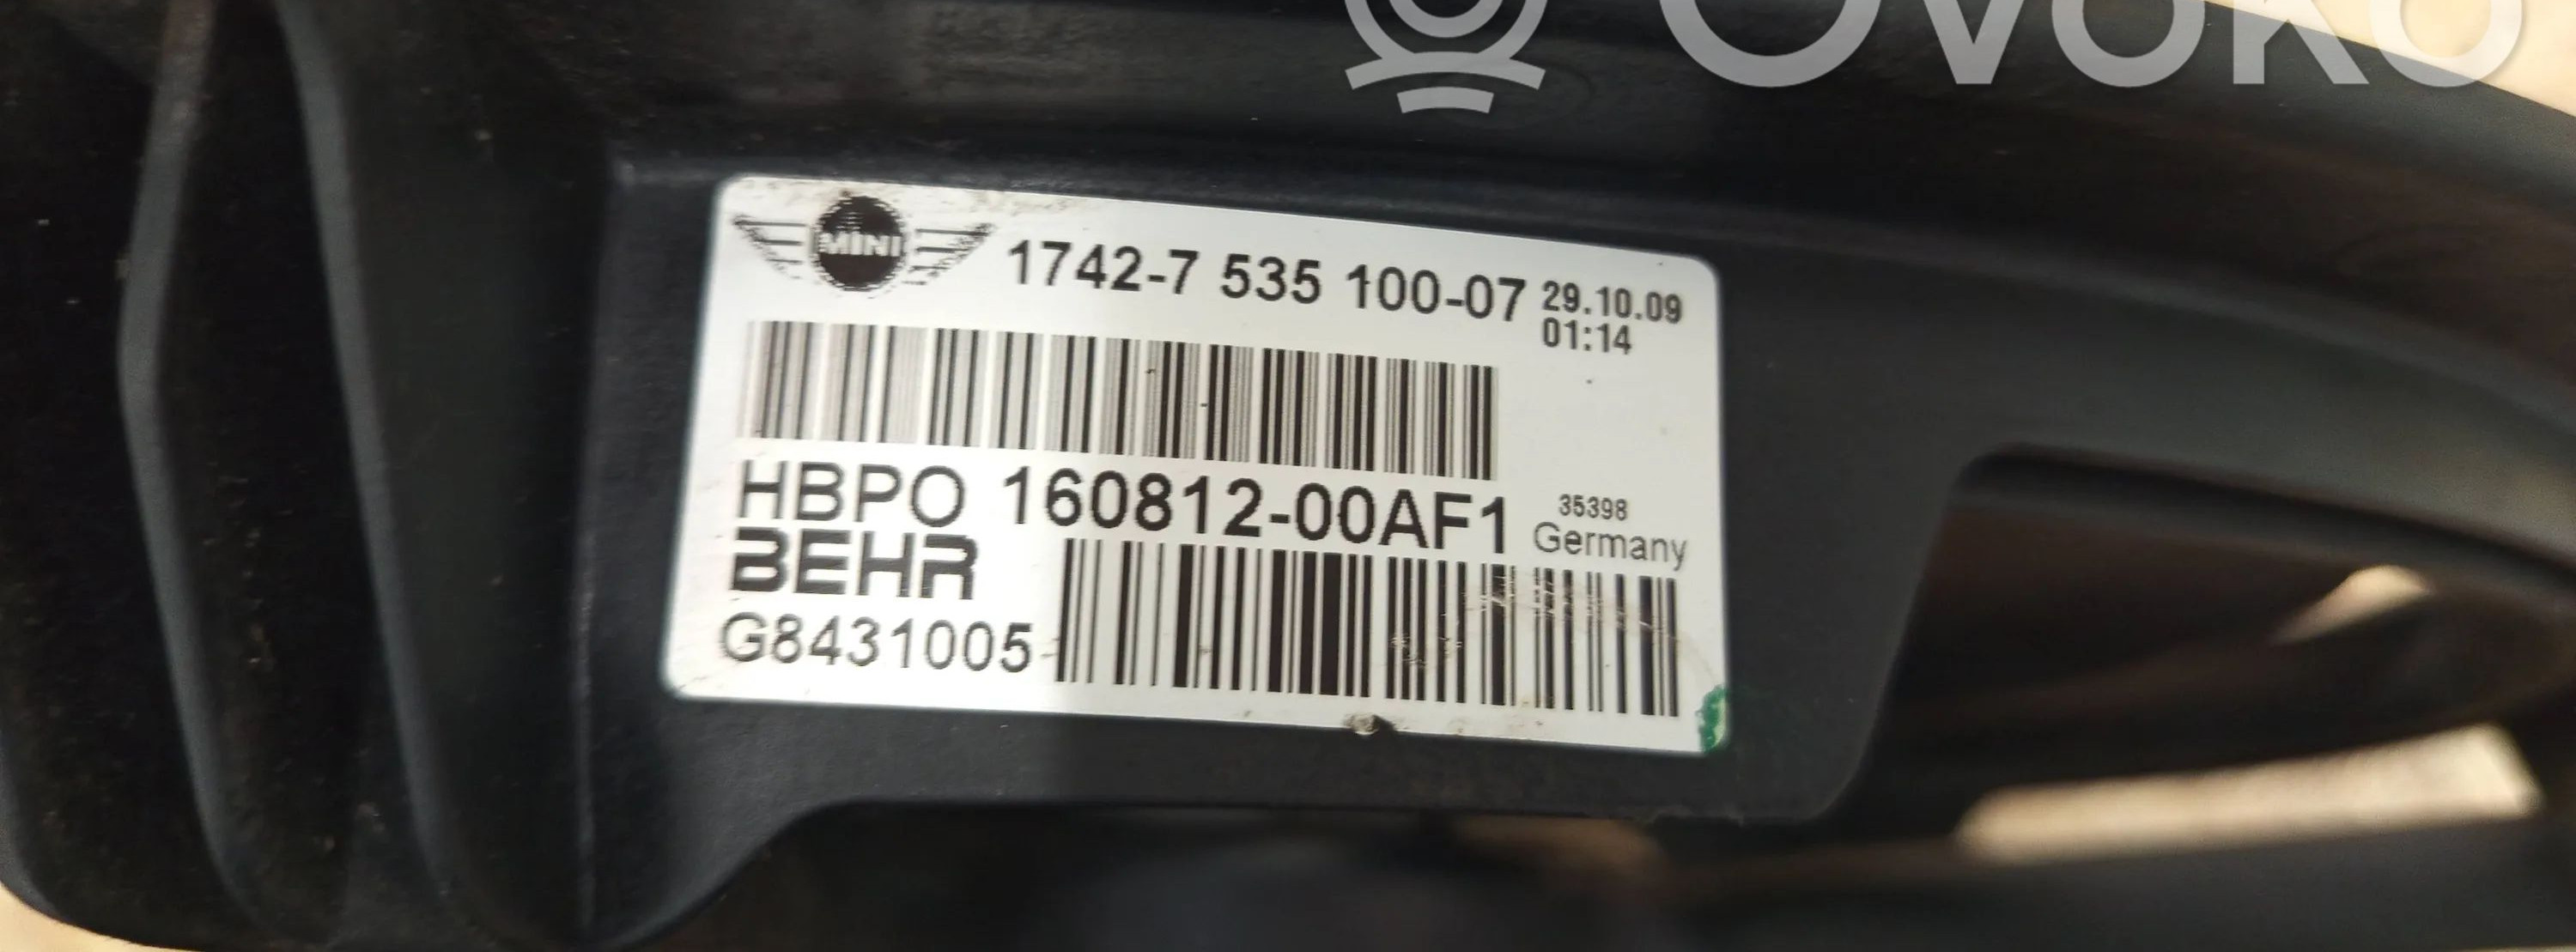 OVOKO
MINI
1742-7 535 100-07
29.10.09
01:14
HBPO 160812-00AF1
35398
Germany
BEHR
G8431005